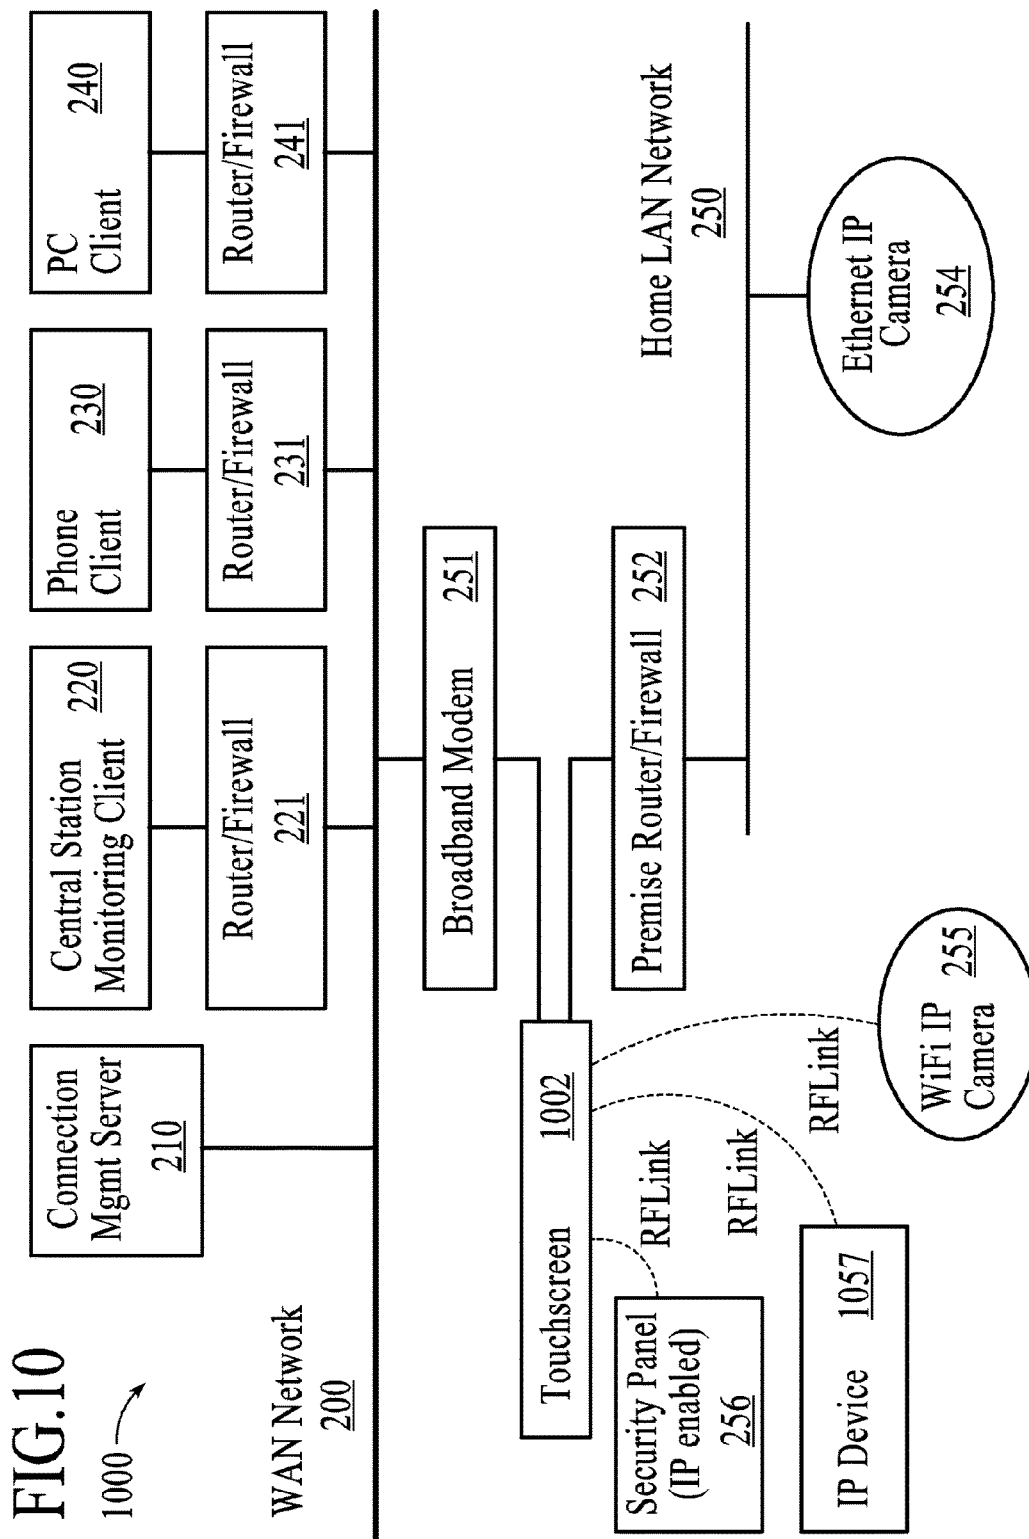 FIG.10
1000
Connection
Mgmt Server
210
Central Station
Monitoring Client
220
Phone
Client
230
PC
Client
240
Router/Firewall
221
Router/Firewall
231
Router/Firewall
241
WAN Network
200
Broadband Modem 251
Touchscreen 1002
Premise Router/Firewall 252
Home LAN Network
250
RFLink
RFLink
RFLink
Security Panel
(IP enabled)
256
IP Device 1057
WiFi IP
Camera
255
Ethernet IP
Camera
254